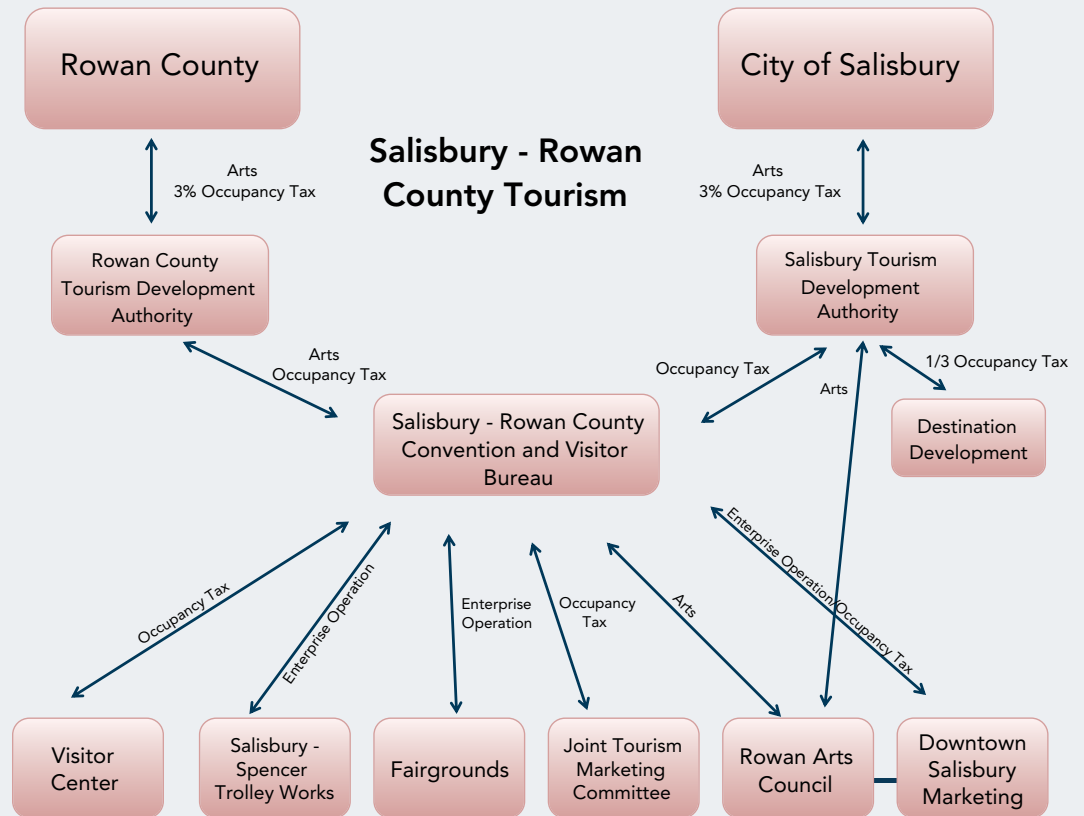 Rowan County
City of Salisbury
Salisbury - Rowan
County Tourism
Arts
3% Occupancy Tax
Arts
3% Occupancy Tax
Rowan County
Tourism Development
Authority
Salisbury Tourism
Development
Authority
Arts
Occupancy Tax
Occupancy Tax
Arts
1/3 Occupancy Tax
Salisbury - Rowan County
Convention and Visitor
Bureau
Destination
Development
Occupancy Tax
Enterprise Operation
Enterprise
Operation
Occupancy
Tax
Arts
Enterprise Operation/Occupancy Tax
Visitor
Center
Salisbury -
Spencer
Trolley Works
Fairgrounds
Joint Tourism
Marketing
Committee
Rowan Arts
Council
Downtown
Salisbury
Marketing